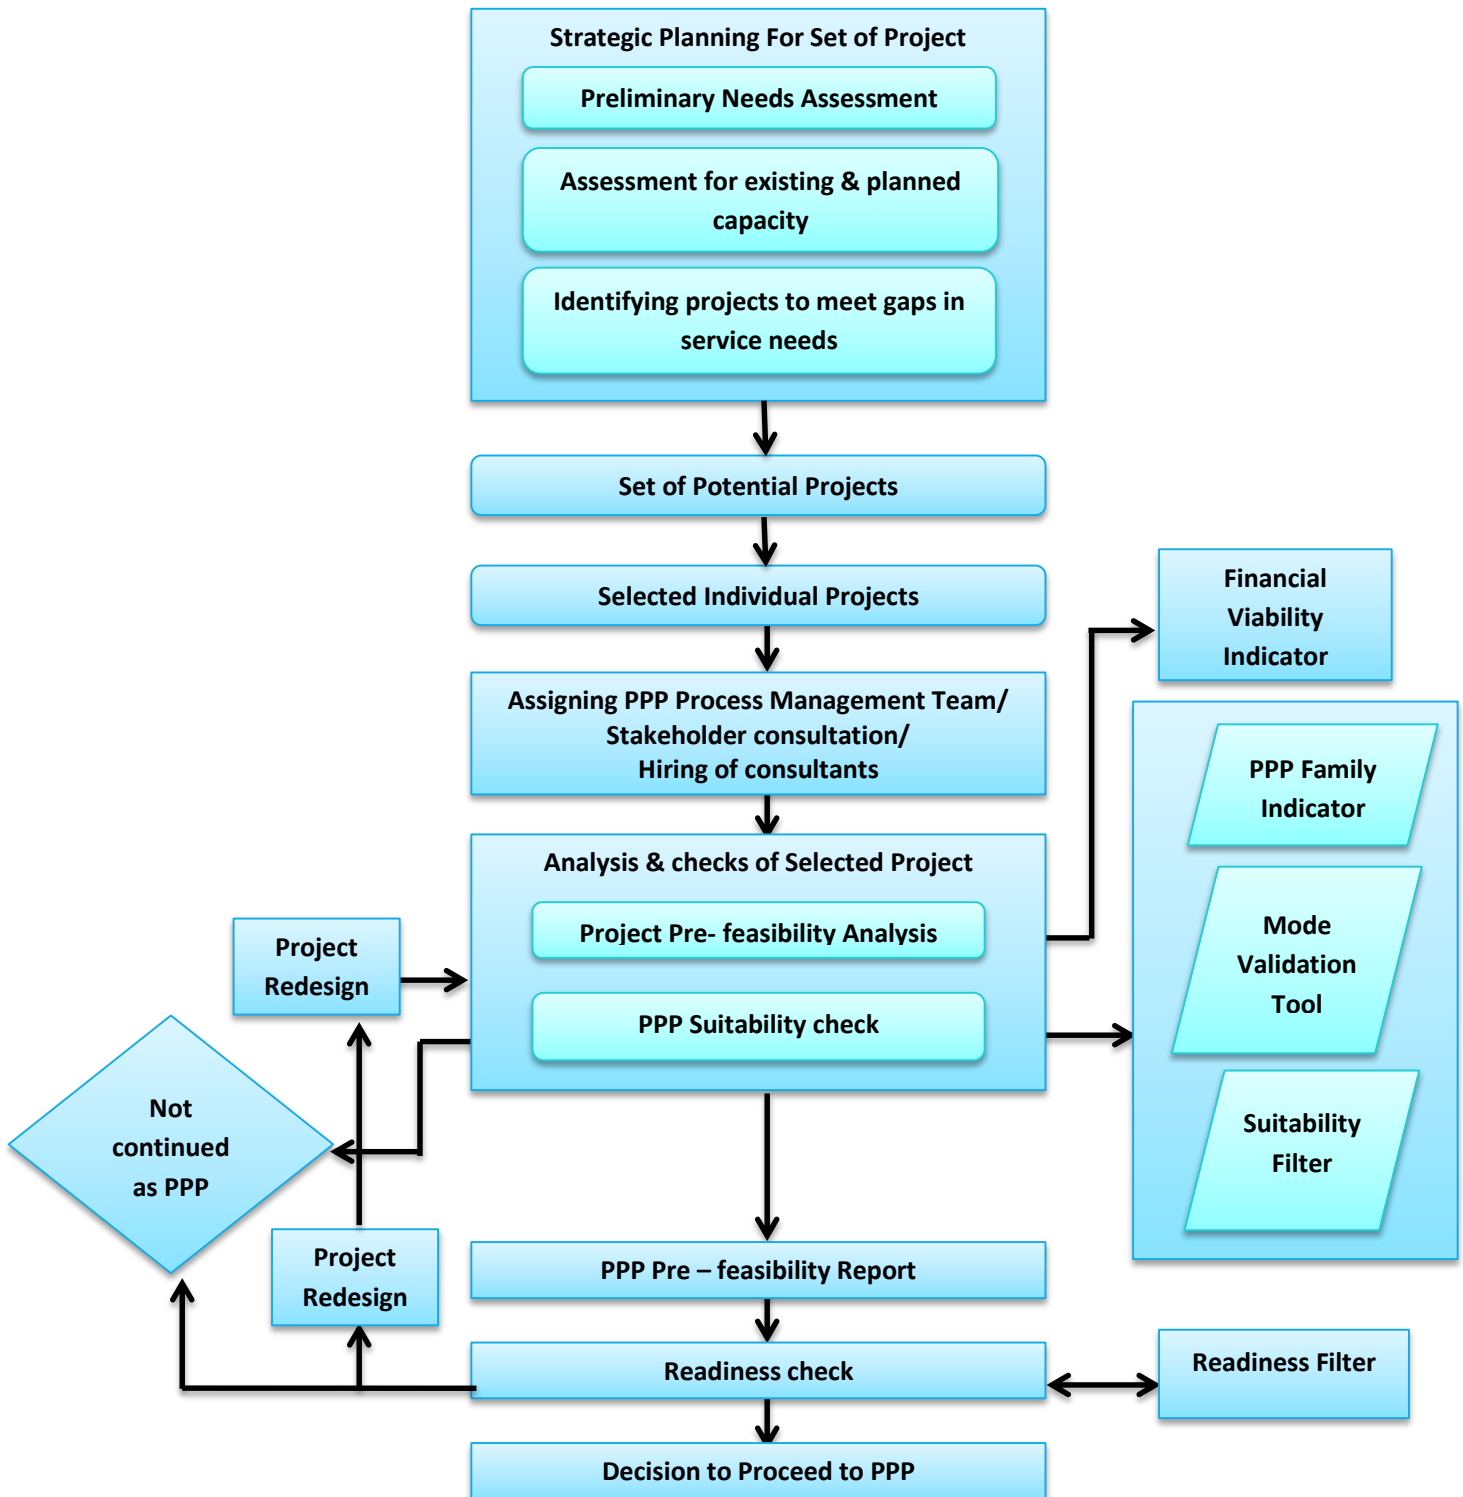 Strategic Planning For Set of Project
Preliminary Needs Assessment
Assessment for existing & planned
capacity
Identifying projects to meet gaps in
service needs
Set of Potential Projects
Selected Individual Projects
Financial
Viability
Indicator
Assigning PPP Process Management Team/
Stakeholder consultation/
Hiring of consultants
PPP Family
Indicator
Analysis & checks of Selected Project
Project Pre- feasibility Analysis
PPP Suitability check
Mode
Validation
Tool
Project
Redesign
Not
continued
as PPP
Suitability
Filter
Project
Redesign
PPP Pre – feasibility Report
Readiness check
Readiness Filter
Decision to Proceed to PPP